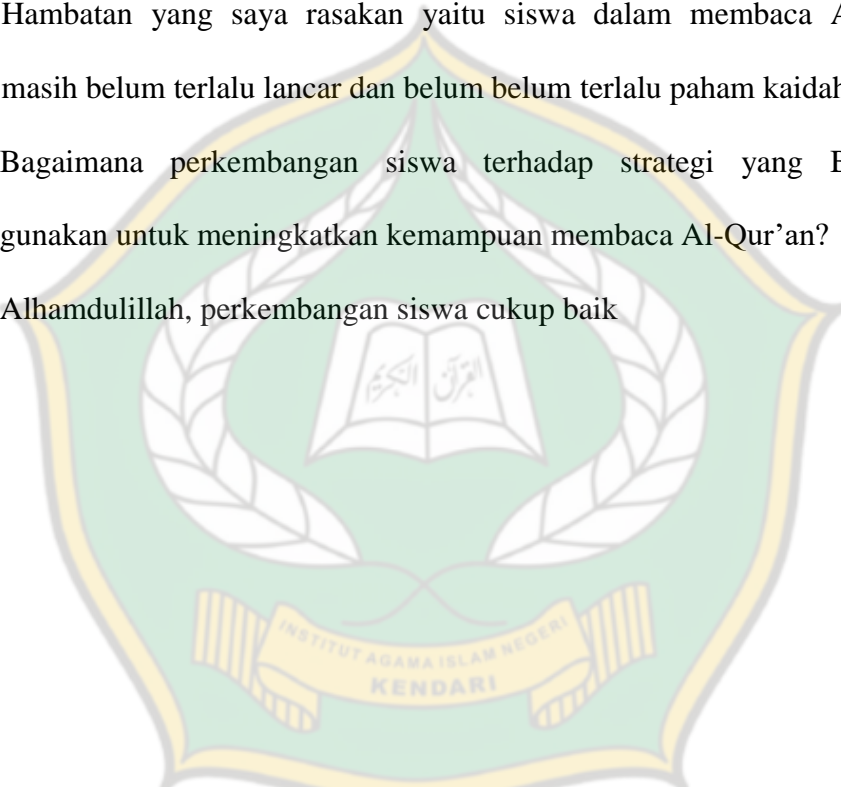 Hambatan yang saya rasakan yaitu siswa dalam membaca
masih belum terlalu lancar dan belum belum terlalu paham kaidah
Bagaimana perkembangan siswa terhadap strategi yang
gunakan untuk meningkatkan kemampuan membaca Al-Qur’an?
Alhamdulillah, perkembangan siswa cukup baik
القرآن الكريم
INSTITUT AGAMA ISLAM NEGERI
KENDARI